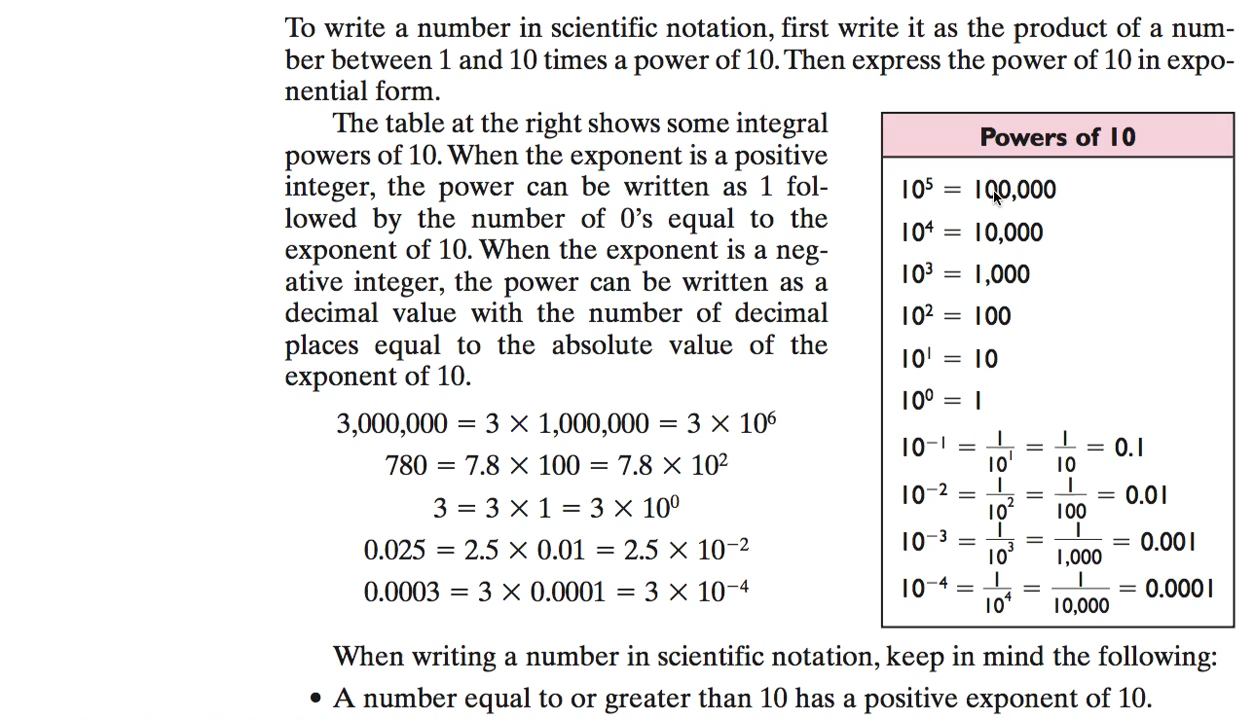 To write a number in scientific notation, first write it as the product of a num-
ber between 1 and 10 times a power of 10. Then express the power of 10 in expo-
nential form.
The table at the right shows some integral
powers of 10. When the exponent is a positive
integer, the power can be written as 1 fol-
lowed by the number of 0’s equal to the
exponent of 10. When the exponent is a neg-
ative integer, the power can be written as a
decimal value with the number of decimal
places equal to the absolute value of the
exponent of 10.
3,000,000 = 3 × 1,000,000 = 3 × 10⁶
780 = 7.8 × 100 = 7.8 × 10²
3 = 3 × 1 = 3 × 10⁰
0.025 = 2.5 × 0.01 = 2.5 × 10⁻²
0.0003 = 3 × 0.0001 = 3 × 10⁻⁴
Powers of 10
10⁵ = 100,000
10⁴ = 10,000
10³ = 1,000
10² = 100
10¹ = 10
10⁰ = 1
10⁻¹ = 1/10¹ = 1/10 = 0.1
10⁻² = 1/10² = 1/100 = 0.01
10⁻³ = 1/10³ = 1/1,000 = 0.001
10⁻⁴ = 1/10⁴ = 1/10,000 = 0.0001
When writing a number in scientific notation, keep in mind the following:
• A number equal to or greater than 10 has a positive exponent of 10.